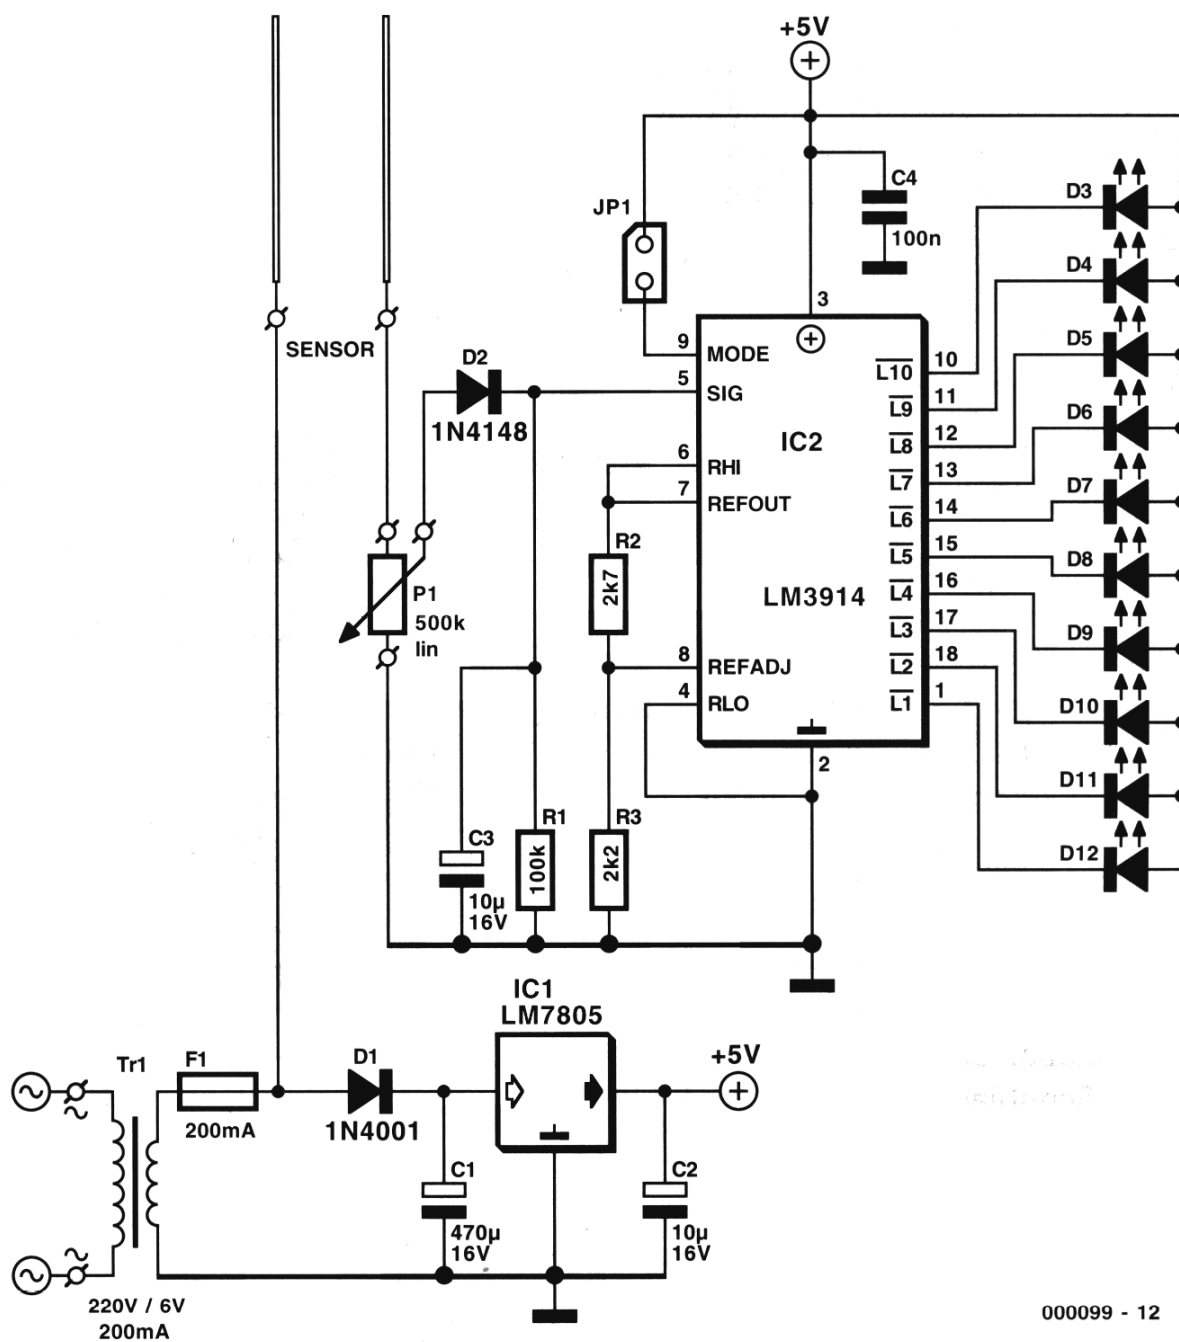 +5V
C4
100n
JP1
D3
D4
D5
D6
D7
D8
D9
D10
D11
D12
SENSOR
D2
1N4148
3
9 MODE
5 SIG
6 RHI
7 REFOUT
8 REFADJ
4 RLO
IC2
LM3914
L10 10
L9 11
L8 12
L7 13
L6 14
L5 15
L4 16
L3 17
L2 18
L1 1
2
P1
500k
lin
R2
2k7
C3
10µ
16V
R1
100k
R3
2k2
IC1
LM7805
Tr1
F1
200mA
D1
1N4001
+5V
C1
470µ
16V
C2
10µ
16V
~
~
~
~
220V / 6V
200mA
000099 - 12